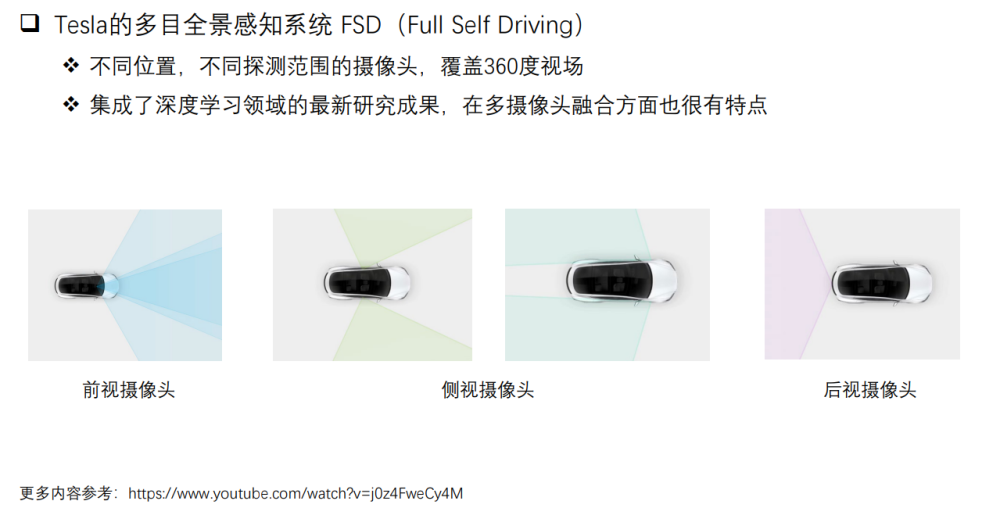 Tesla的多目全景感知系统 FSD（Full Self Driving）
不同位置，不同探测范围的摄像头，覆盖360度视场
集成了深度学习领域的最新研究成果，在多摄像头融合方面也很有特点
前视摄像头
侧视摄像头
后视摄像头
更多内容参考：https://www.youtube.com/watch?v=j0z4FweCy4M